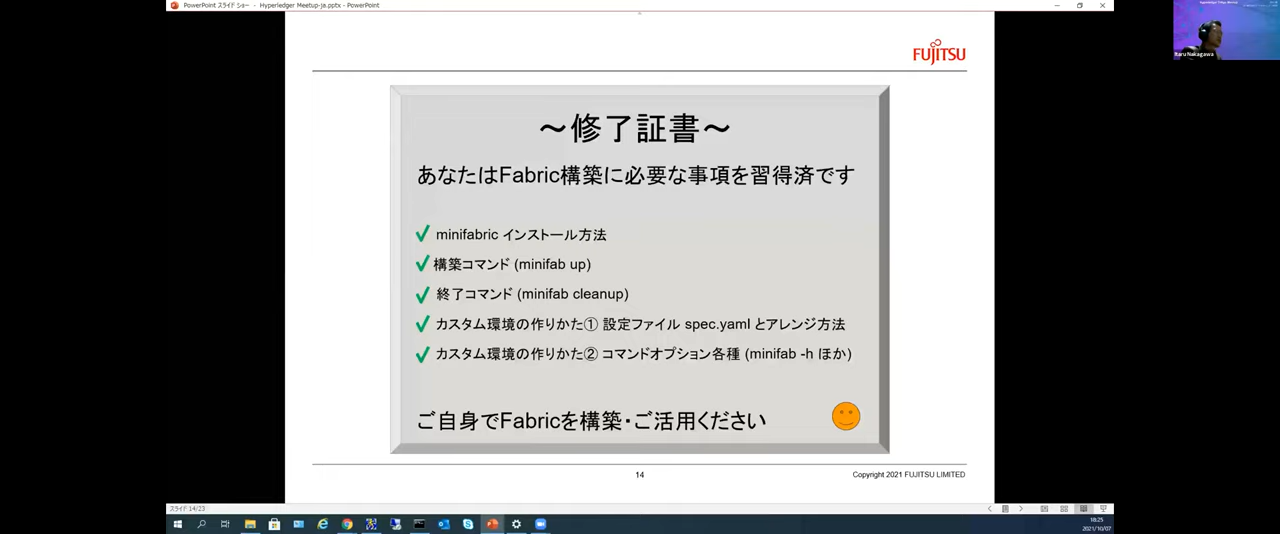 PowerPoint スライド ショー - Hyperledger Meetup-ja.pptx - PowerPoint
Itaru Nakagawa
FUJITSU
～修了証書～
あなたはFabric構築に必要な事項を習得済です
✓ minifabric インストール方法
✓ 構築コマンド (minifab up)
✓ 終了コマンド (minifab cleanup)
✓ カスタム環境の作りかた① 設定ファイル spec.yaml とアレンジ方法
✓ カスタム環境の作りかた② コマンドオプション各種 (minifab -h ほか)
ご自身でFabricを構築・ご活用ください
14
Copyright 2021 FUJITSU LIMITED
スライド 14/23
18:25
2021/10/07